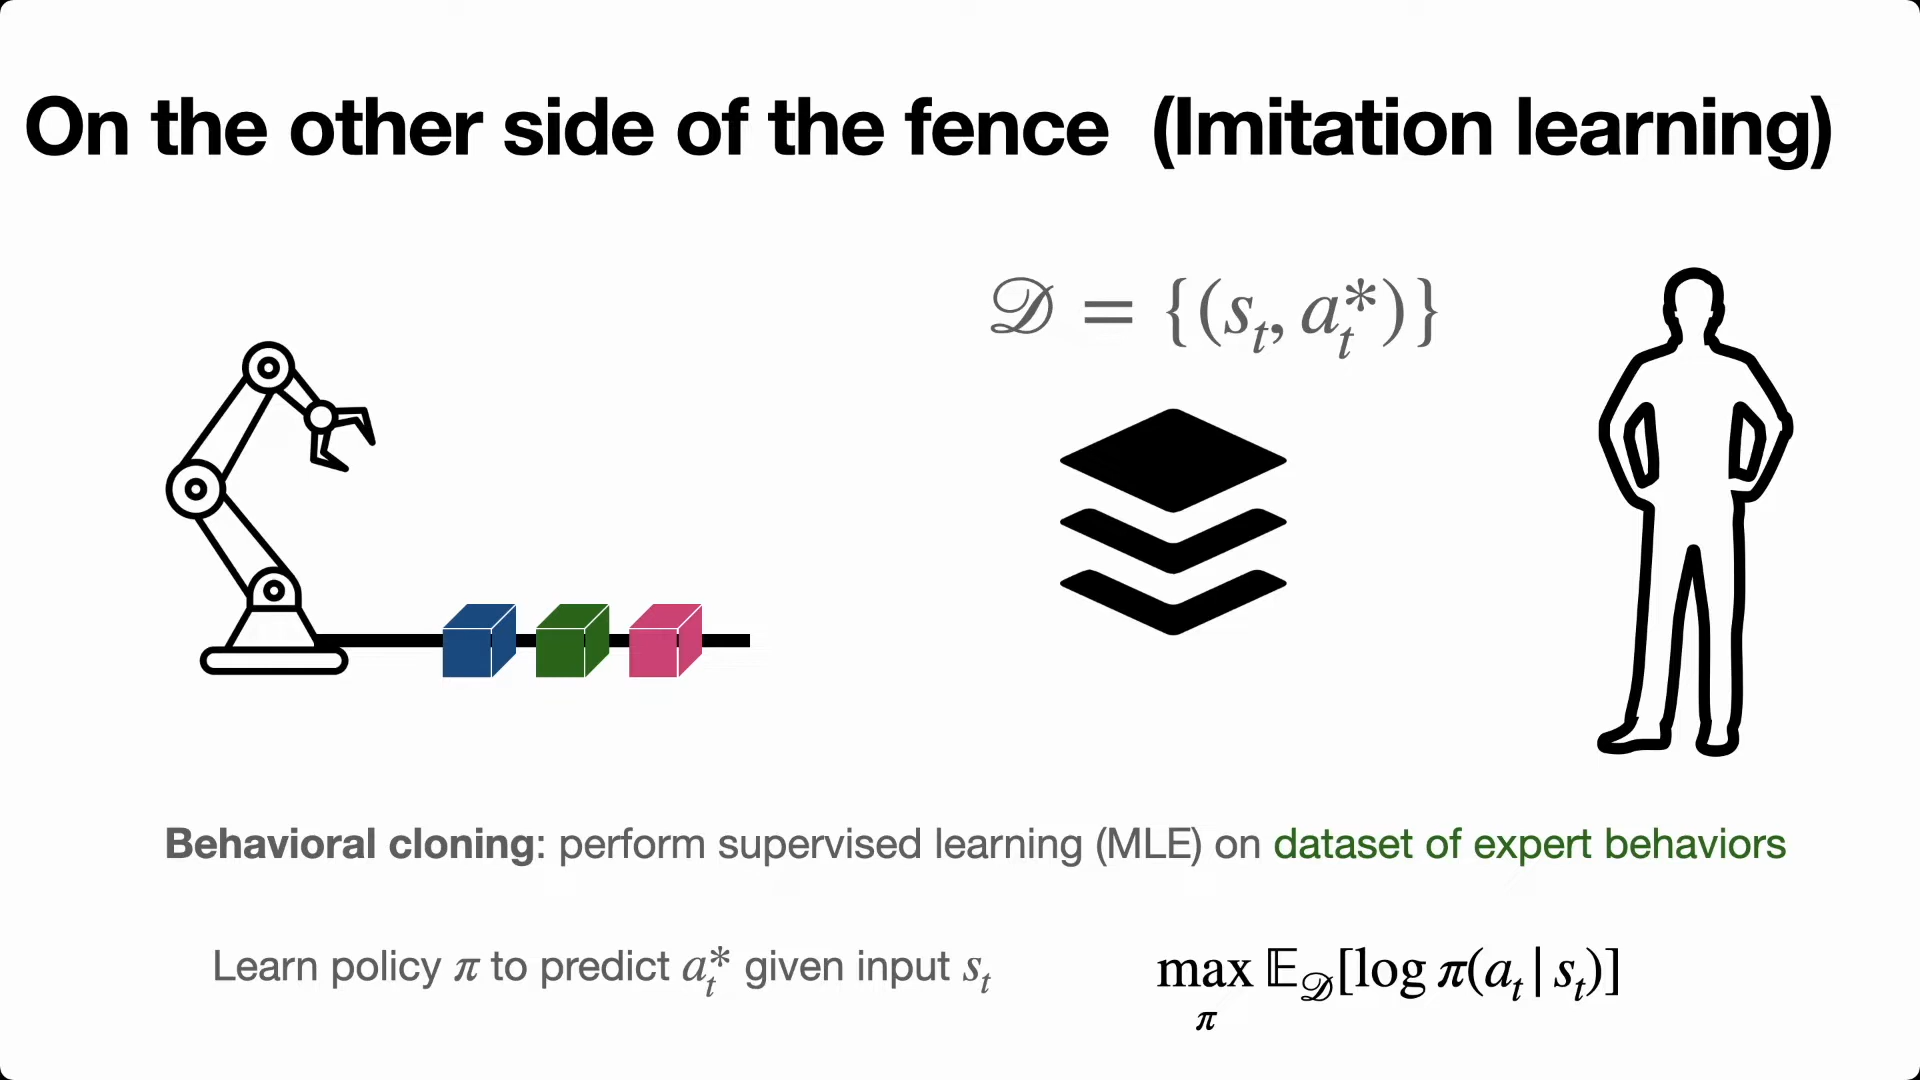 On the other side of the fence (Imitation learning)
𝒟 = {(s_t, a_t^*)}
Behavioral cloning: perform supervised learning (MLE) on dataset of expert behaviors
Learn policy π to predict a_t^* given input s_t
max_π 𝔼_𝒟[log π(a_t | s_t)]